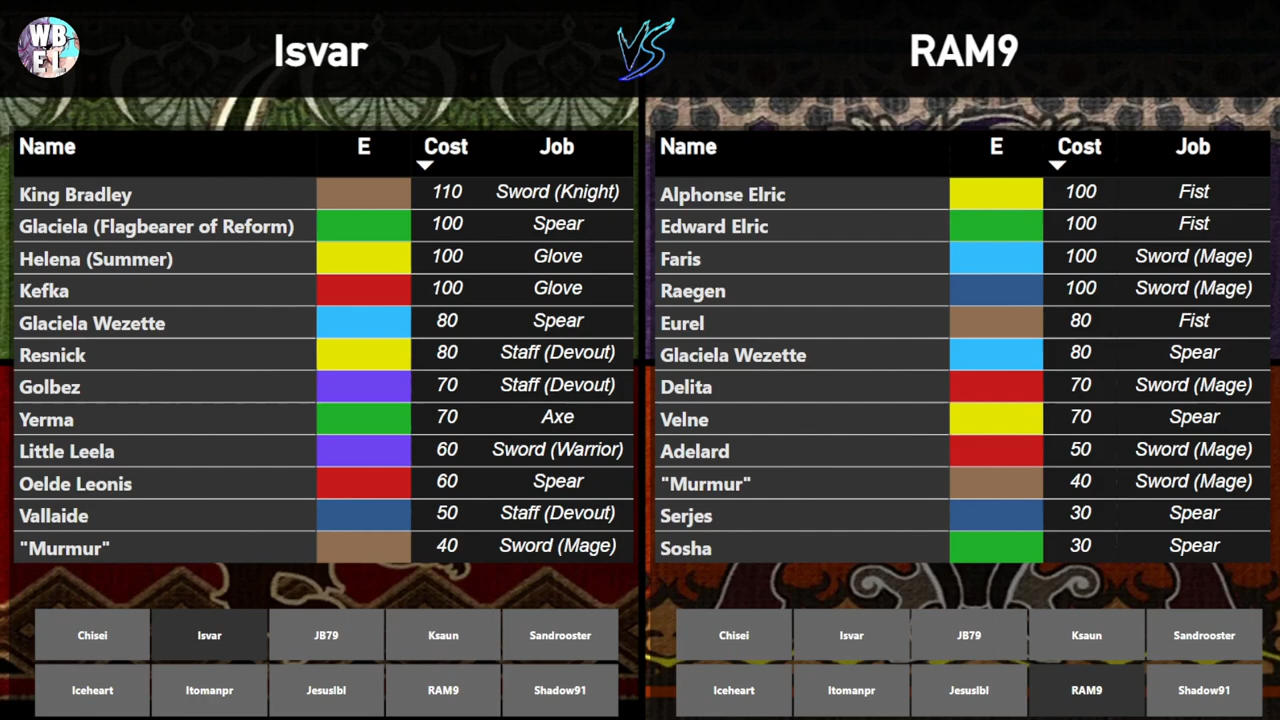 WB
EL
Isvar
VS
RAM9
Name E Cost Job
King Bradley 110 Sword (Knight)
Glaciela (Flagbearer of Reform) 100 Spear
Helena (Summer) 100 Glove
Kefka 100 Glove
Glaciela Wezette 80 Spear
Resnick 80 Staff (Devout)
Golbez 70 Staff (Devout)
Yerma 70 Axe
Little Leela 60 Sword (Warrior)
Oelde Leonis 60 Spear
Vallaide 50 Staff (Devout)
"Murmur" 40 Sword (Mage)
Chisei Isvar JB79 Ksaun Sandrooster
Iceheart Itomanpr Jesuslbl RAM9 Shadow91
Name E Cost Job
Alphonse Elric 100 Fist
Edward Elric 100 Fist
Faris 100 Sword (Mage)
Raegen 100 Sword (Mage)
Eurel 80 Fist
Glaciela Wezette 80 Spear
Delita 70 Sword (Mage)
Velne 70 Spear
Adelard 50 Sword (Mage)
"Murmur" 40 Sword (Mage)
Serjes 30 Spear
Sosha 30 Spear
Chisei Isvar JB79 Ksaun Sandrooster
Iceheart Itomanpr Jesuslbl RAM9 Shadow91